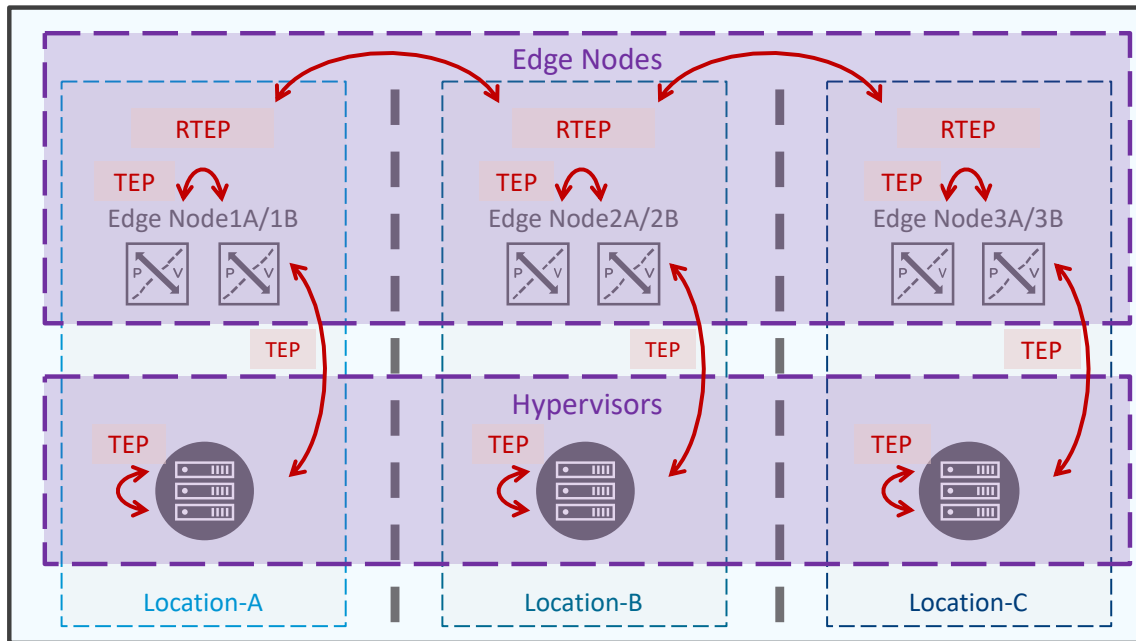 Edge Nodes
RTEP
RTEP
RTEP
TEP
TEP
TEP
Edge Node1A/1B
Edge Node2A/2B
Edge Node3A/3B
P V
P V
P V
P V
P V
P V
TEP
TEP
TEP
Hypervisors
TEP
TEP
TEP
Location-A
Location-B
Location-C